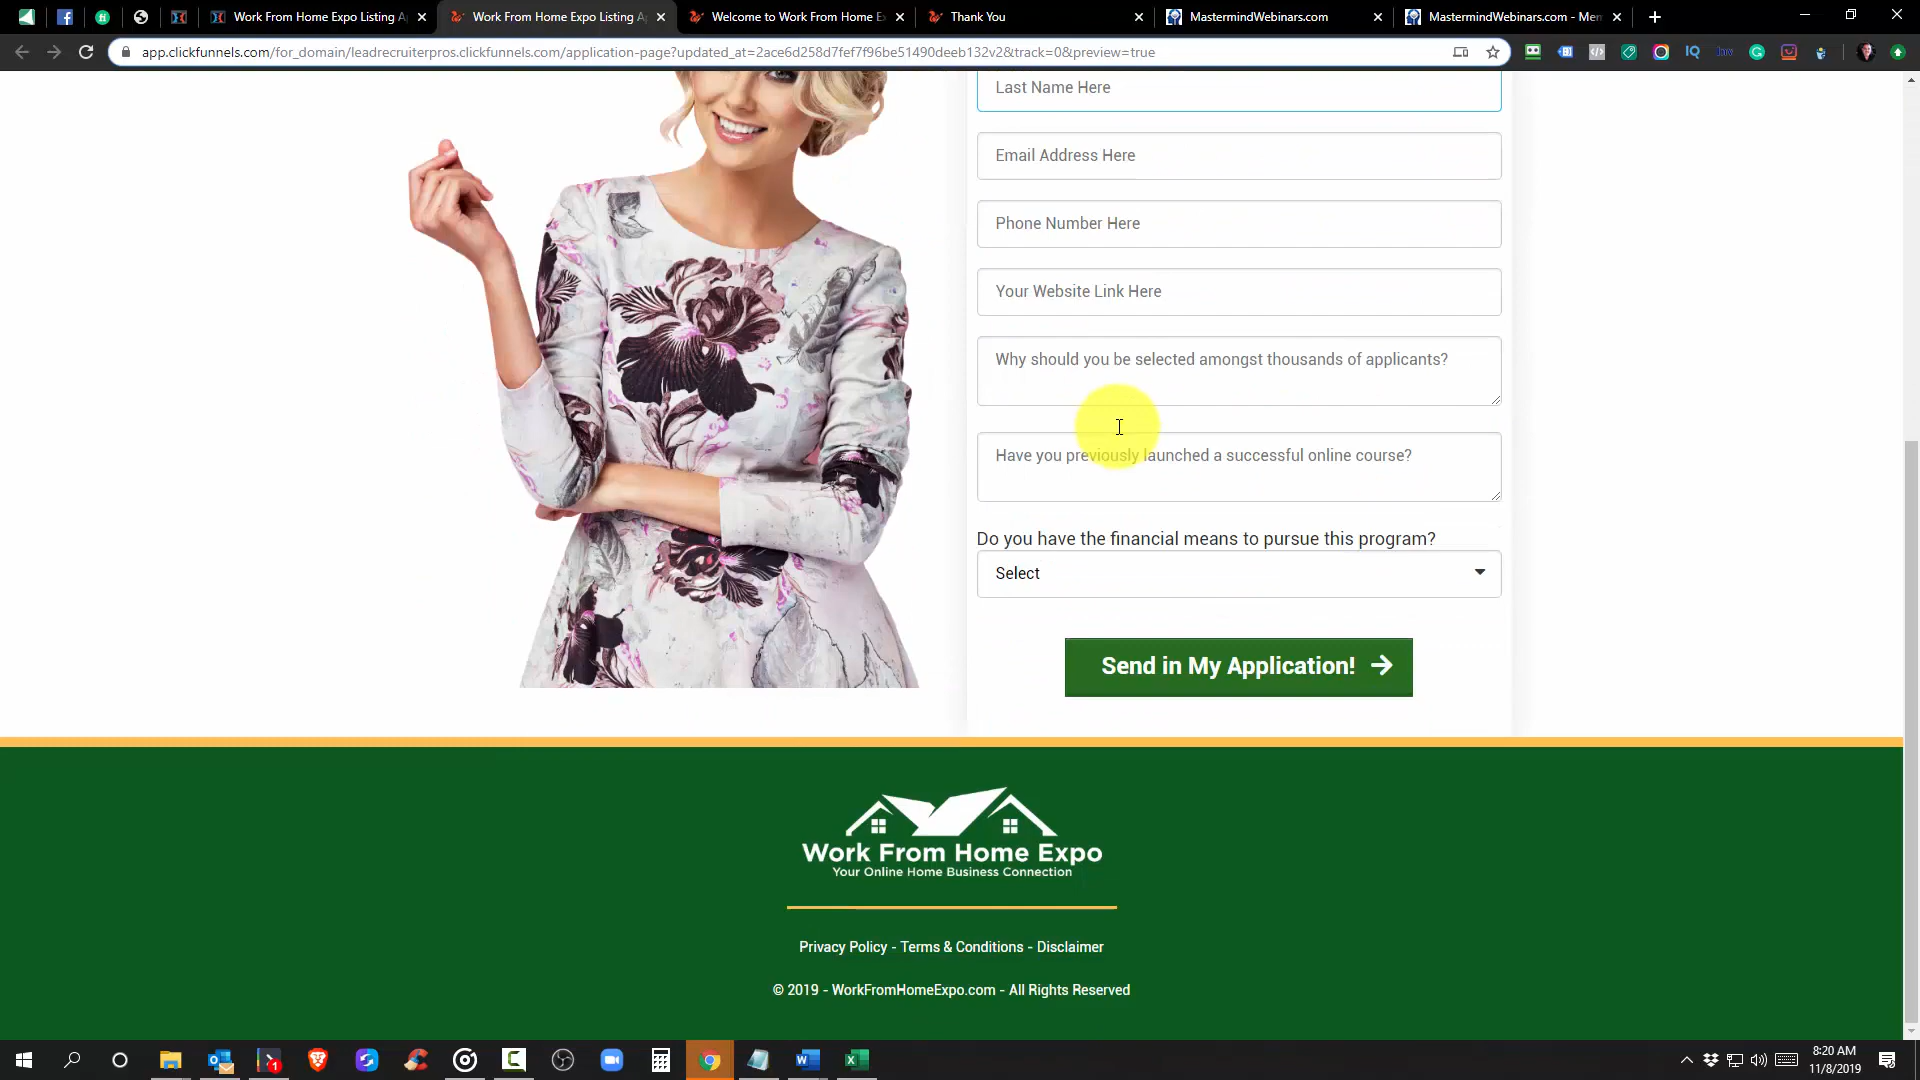 Work From Home Expo Listing A
Work From Home Expo Listing A
Welcome to Work From Home E
Thank You
MastermindWebinars.com
MastermindWebinars.com - Mem
app.clickfunnels.com/for_domain/leadrecruiterpros.clickfunnels.com/application-page?updated_at=2ace6d258d7fef7f96be51490deeb132v2&track=0&preview=true
Last Name Here
Email Address Here
Phone Number Here
Your Website Link Here
Why should you be selected amongst thousands of applicants?
Have you previously launched a successful online course?
Do you have the financial means to pursue this program?
Select
Send in My Application!
Work From Home Expo
Your Online Home Business Connection
Privacy Policy - Terms & Conditions - Disclaimer
© 2019 - WorkFromHomeExpo.com - All Rights Reserved
8:20 AM
11/8/2019